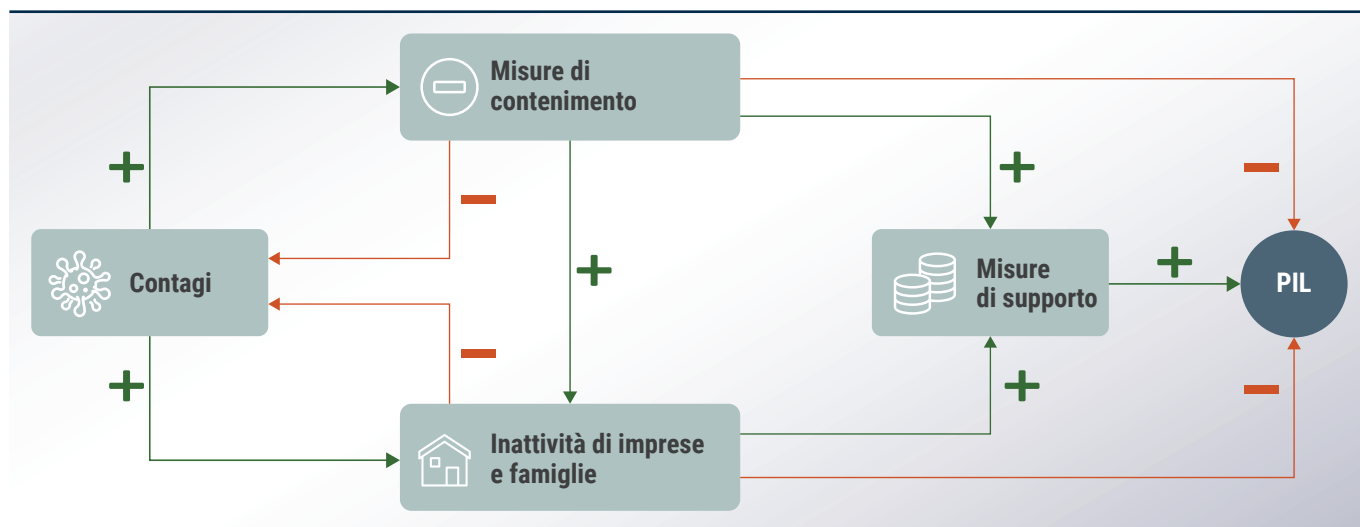 Misure di
contenimento
+
+
−
−
+
+
Contagi
Misure
di supporto
+
PIL
+
−
+
−
Inattività di imprese
e famiglie